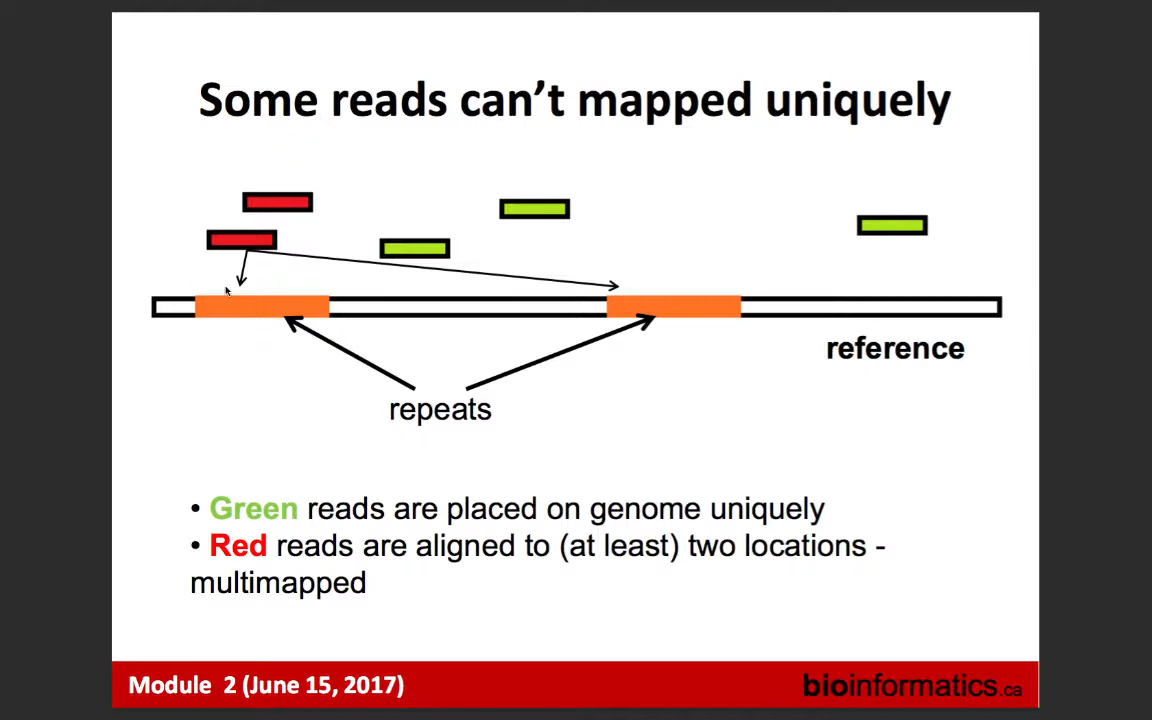 Some reads can’t mapped uniquely
reference
repeats
• Green reads are placed on genome uniquely
• Red reads are aligned to (at least) two locations -
multimapped
Module 2 (June 15, 2017)
bioinformatics.ca